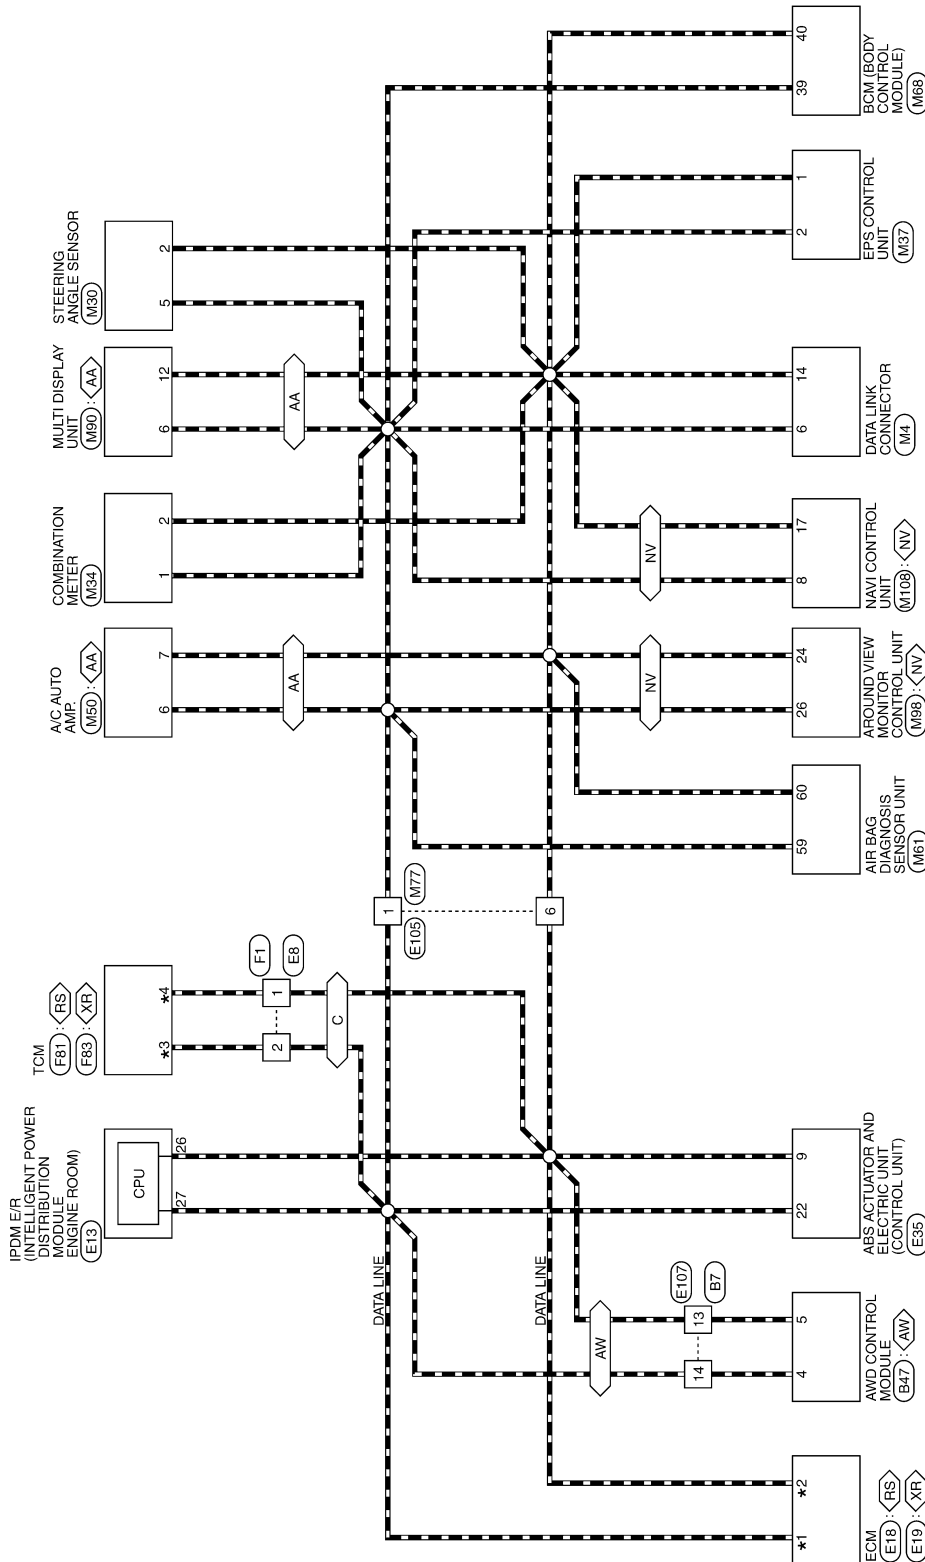 IPDM E/R
(INTELLIGENT POWER
DISTRIBUTION
MODULE
ENGINE ROOM)
E13
CPU
27
26
TCM
F81 : RS
F83 : XR
*3
*4
2
1
F1
E8
C
A/C AUTO
AMP.
M50 : AA
6
7
AA
COMBINATION
METER
M34
1
2
MULTI DISPLAY
UNIT
M90 : AA
6
12
AA
STEERING
ANGLE SENSOR
M30
5
2
DATA LINE
1
E105
M77
DATA LINE
6
AW
14
13
E107
B7
NV
NV
*1
*2
ECM
E18 : RS
E19 : XR
4
5
AWD CONTROL
MODULE
B47 : AW
22
9
ABS ACTUATOR AND
ELECTRIC UNIT
(CONTROL UNIT)
E35
59
60
AIR BAG
DIAGNOSIS
SENSOR UNIT
M61
26
24
AROUND VIEW
MONITOR
CONTROL UNIT
M98 : NV
8
17
NAVI CONTROL
UNIT
M108 : NV
6
14
DATA LINK
CONNECTOR
M4
2
1
EPS CONTROL
UNIT
M37
39
40
BCM (BODY
CONTROL
MODULE)
M68